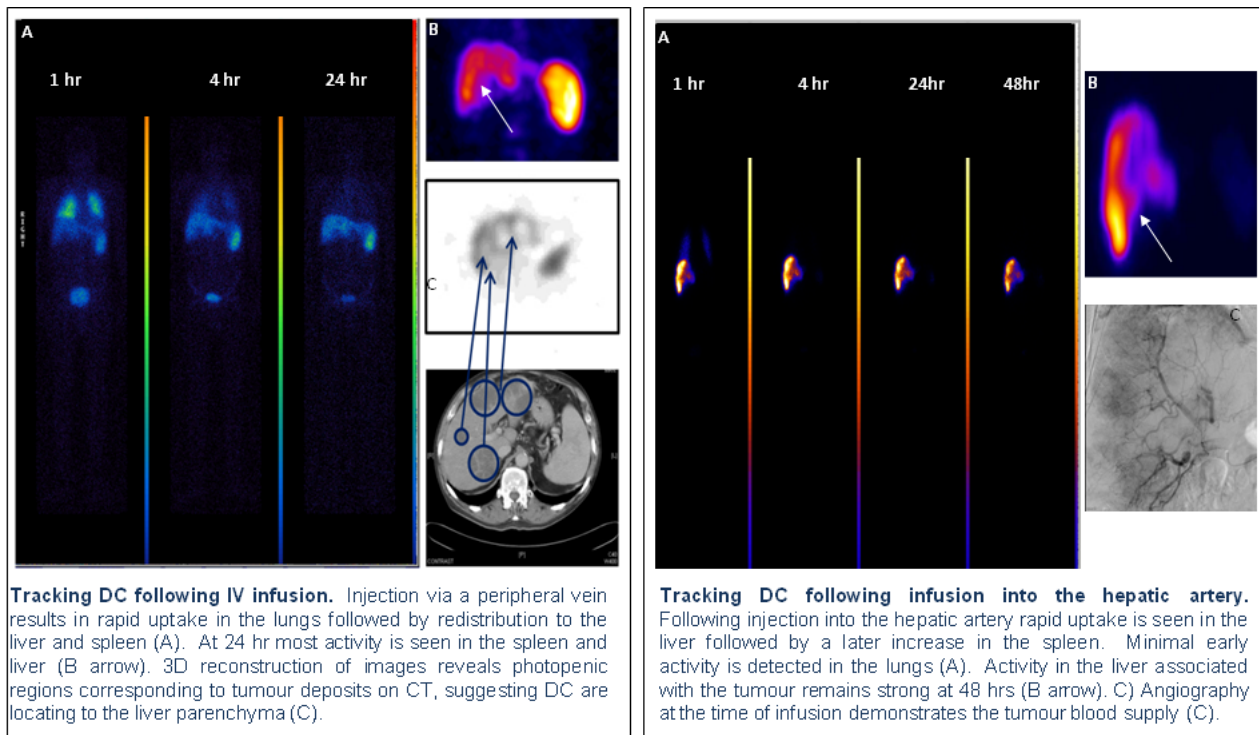 A
1 hr
4 hr
24 hr
RIGHT
B
C
CONTRAST
[P]
Tracking DC following IV infusion. Injection via a peripheral vein
results in rapid uptake in the lungs followed by redistribution to the
liver and spleen (A). At 24 hr most activity is seen in the spleen and
liver (B arrow). 3D reconstruction of images reveals photopenic
regions corresponding to tumour deposits on CT, suggesting DC are
locating to the liver parenchyma (C).
A
1 hr
4 hr
24hr
48hr
B
C
Tracking DC following infusion into the hepatic artery.
Following injection into the hepatic artery rapid uptake is seen in the
liver followed by a later increase in the spleen. Minimal early
activity is detected in the lungs (A). Activity in the liver associated
with the tumour remains strong at 48 hrs (B arrow). C) Angiography
at the time of infusion demonstrates the tumour blood supply (C).